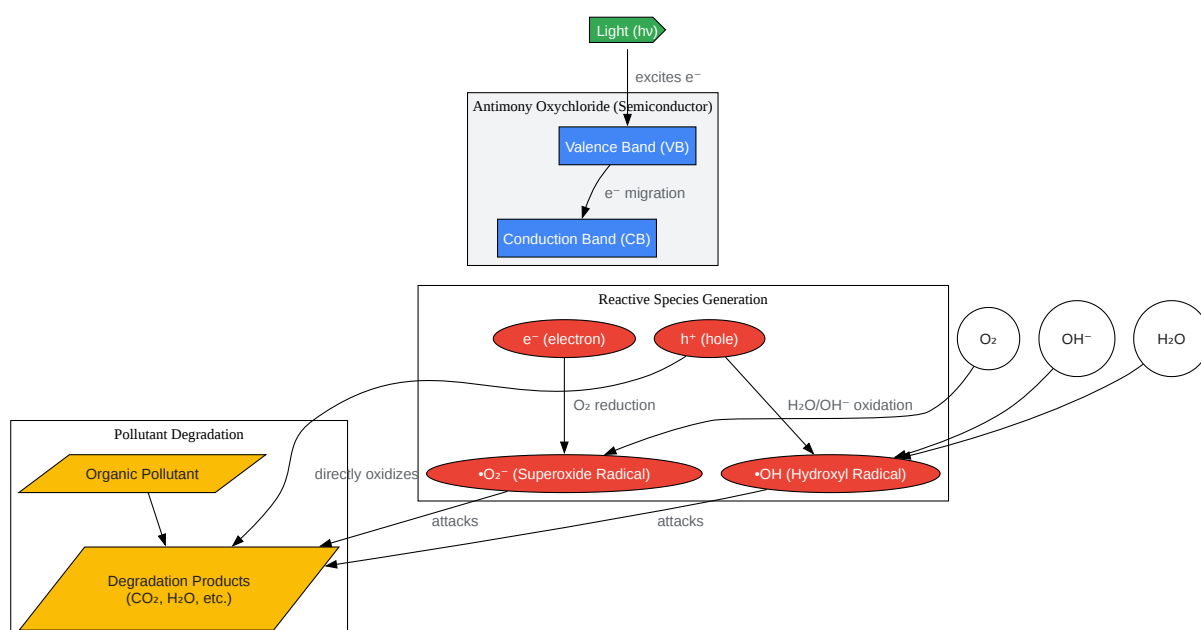 Light (hν)
excites e⁻
Antimony Oxychloride (Semiconductor)
Valence Band (VB)
e⁻ migration
Conduction Band (CB)
Reactive Species Generation
e⁻ (electron)
h⁺ (hole)
O₂
OH⁻
H₂O
O₂ reduction
H₂O/OH⁻ oxidation
Pollutant Degradation
Organic Pollutant
directly oxidizes
•O₂⁻ (Superoxide Radical)
•OH (Hydroxyl Radical)
attacks
attacks
Degradation Products
(CO₂, H₂O, etc.)